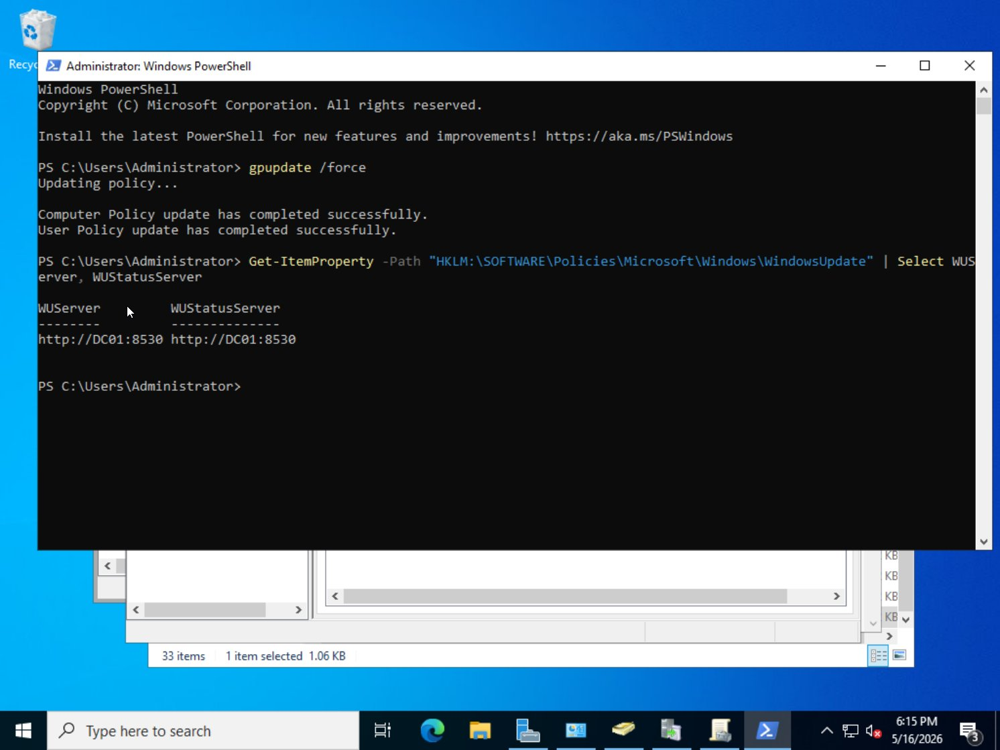 Recyc
Administrator: Windows PowerShell
Windows PowerShell
Copyright (C) Microsoft Corporation. All rights reserved.
Install the latest PowerShell for new features and improvements! https://aka.ms/PSWindows
PS C:\Users\Administrator> gpupdate /force
Updating policy...
Computer Policy update has completed successfully.
User Policy update has completed successfully.
PS C:\Users\Administrator> Get-ItemProperty -Path "HKLM:\SOFTWARE\Policies\Microsoft\Windows\WindowsUpdate" | Select WUS
erver, WUStatusServer
WUServer WUStatusServer
-------- --------------
http://DC01:8530 http://DC01:8530
PS C:\Users\Administrator>
KB
KB
KB
KB
33 items 1 item selected 1.06 KB
Type here to search
6:15 PM
5/16/2026
3